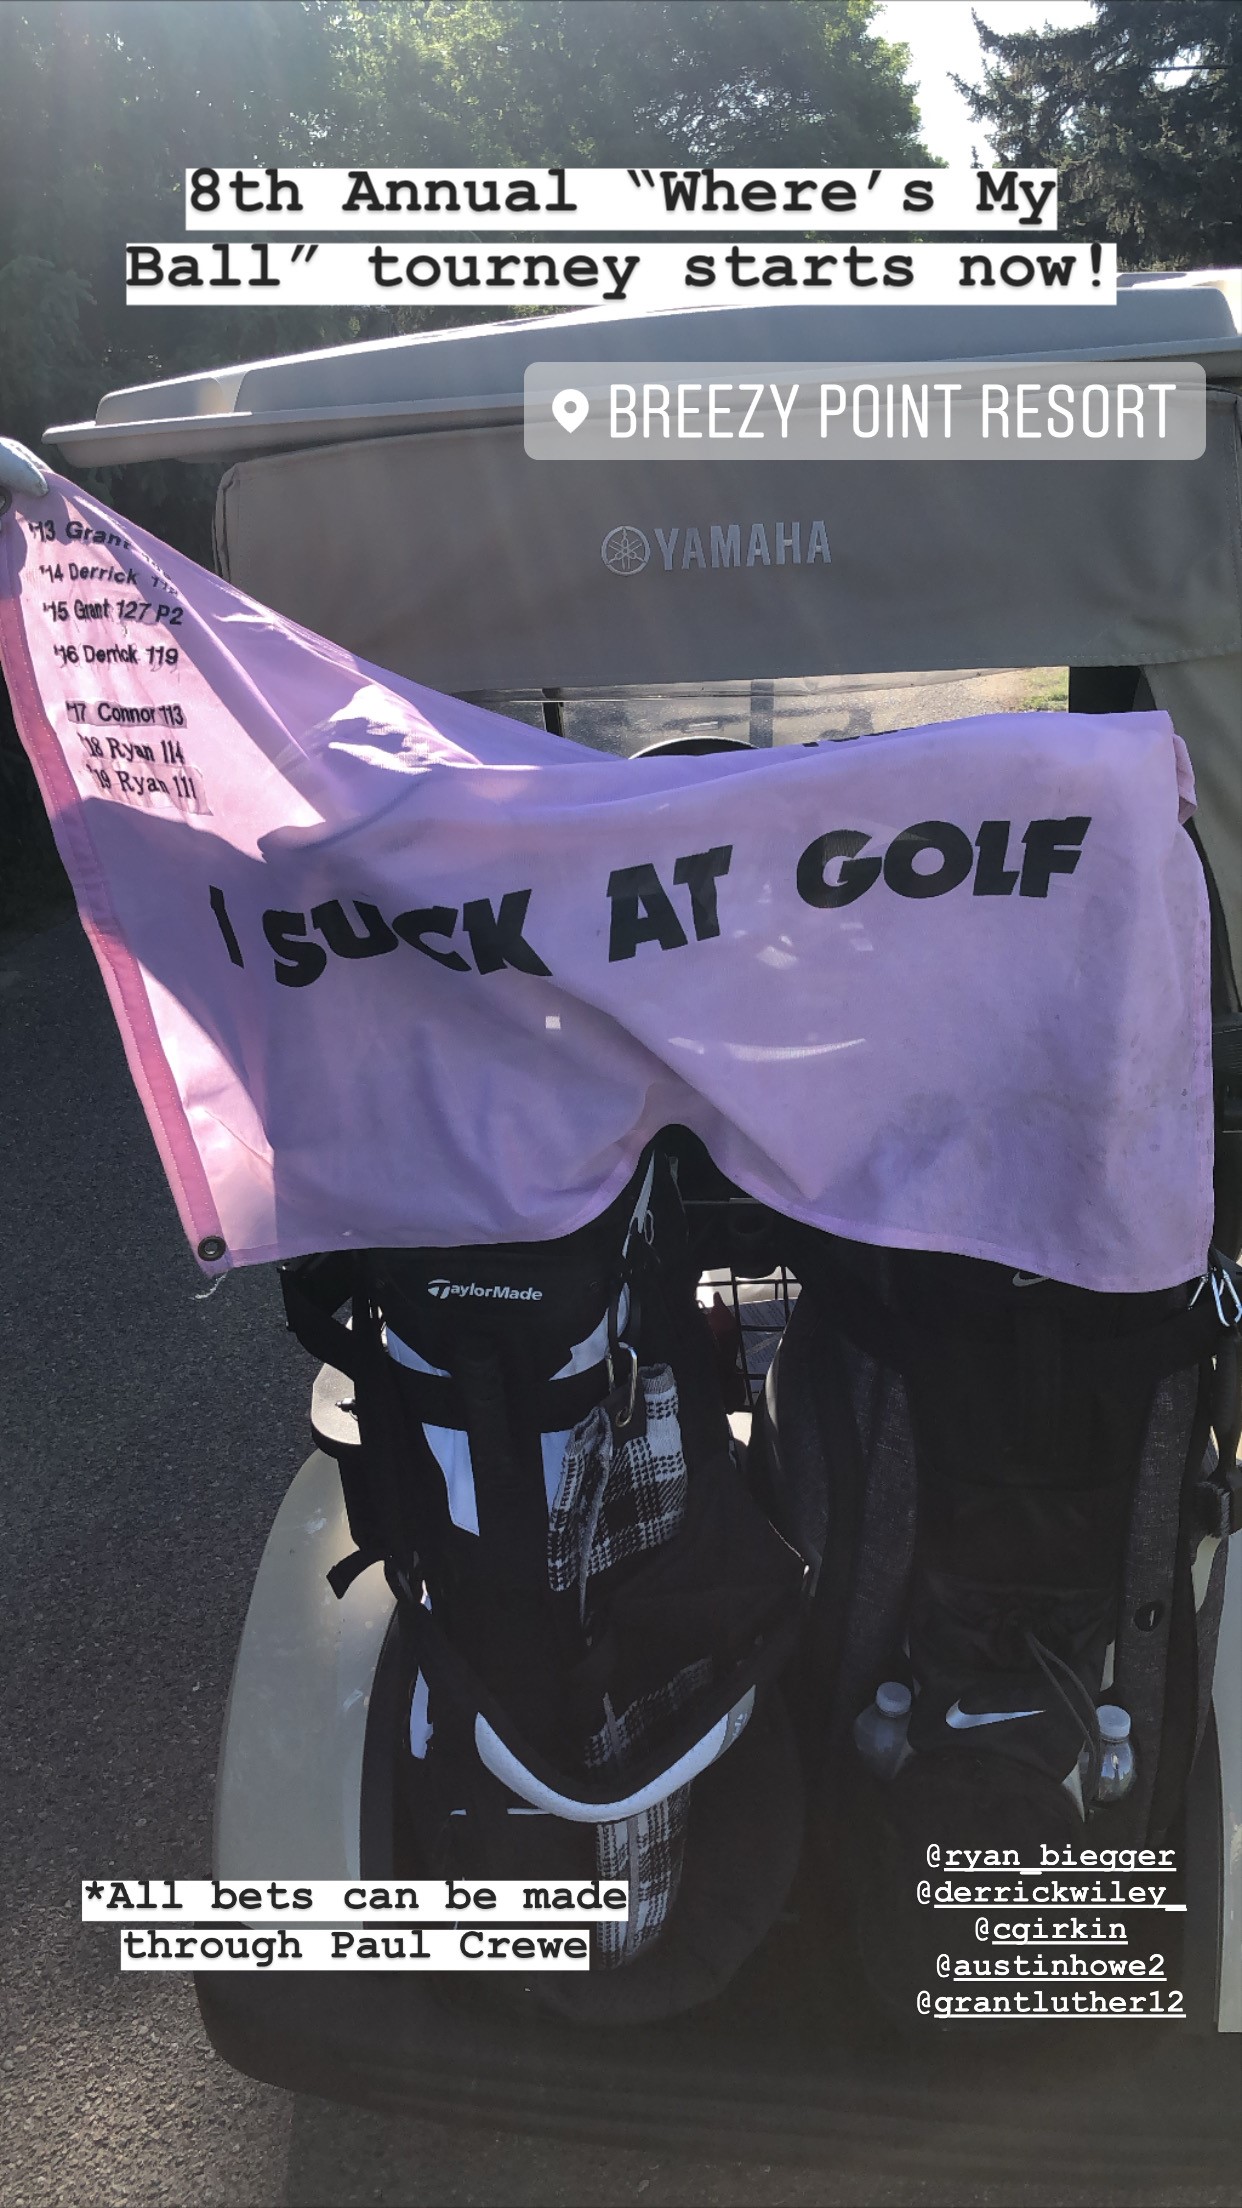 8th Annual “Where’s My
Ball” tourney starts now!
BREEZY POINT RESORT
YAMAHA
'13 Grant
'14 Derrick
'15 Grant 127 P2
'16 Derrick 119
'17 Connor 113
'18 Ryan 114
'19 Ryan 111
I SUCK AT GOLF
TaylorMade
*All bets can be made
through Paul Crewe
@ryan_biegger
@derrickwiley_
@cgirkin
@austinhowe2
@grantluther12